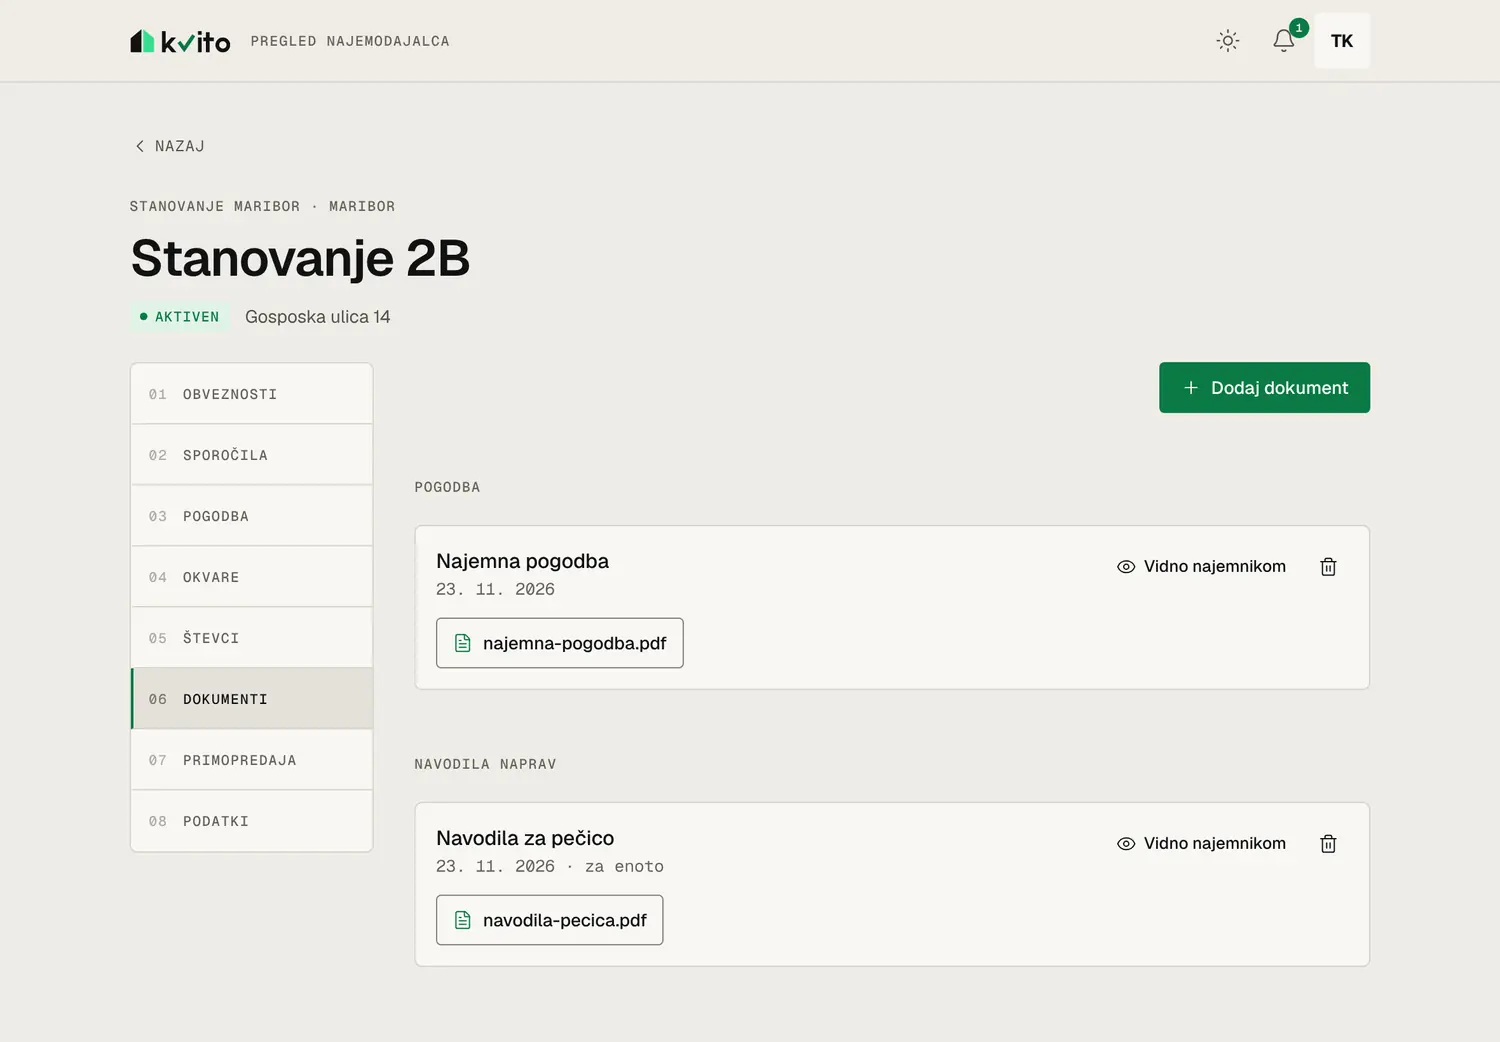 kvito PREGLED NAJEMODAJALCA
1
TK
NAZAJ
STANOVANJE MARIBOR · MARIBOR
Stanovanje 2B
AKTIVEN Gosposka ulica 14
01 OBVEZNOSTI
02 SPOROČILA
03 POGODBA
04 OKVARE
05 ŠTEVCI
06 DOKUMENTI
07 PRIMOPREDAJA
08 PODATKI
+ Dodaj dokument
POGODBA
Najemna pogodba
23. 11. 2026
Vidno najemnikom
najemna-pogodba.pdf
NAVODILA NAPRAV
Navodila za pečico
23. 11. 2026 · za enoto
Vidno najemnikom
navodila-pecica.pdf